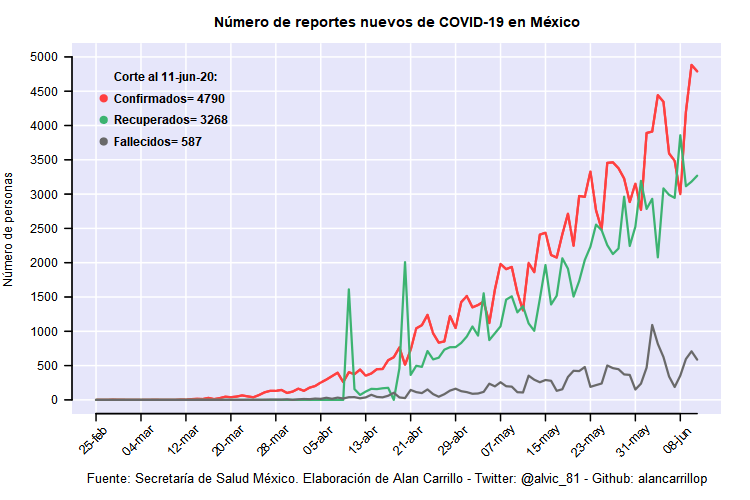 Número de reportes nuevos de COVID-19 en México
Número de personas
5000
4500
4000
3500
3000
2500
2000
1500
1000
500
0
Corte al 11-jun-20:
Confirmados= 4790
Recuperados= 3268
Fallecidos= 587
25-feb
04-mar
12-mar
20-mar
28-mar
05-abr
13-abr
21-abr
29-abr
07-may
15-may
23-may
31-may
08-jun
Fuente: Secretaría de Salud México. Elaboración de Alan Carrillo - Twitter: @alvic_81 - Github: alancarrillop